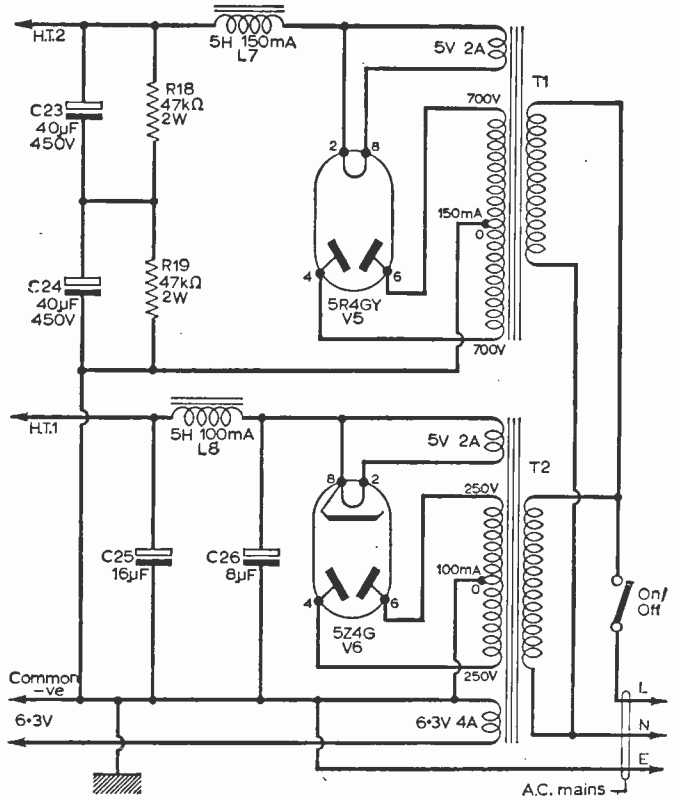 H.T.2
5H 150mA
L7
5V 2A
T1
C23
40µF
450V
R18
47kΩ
2W
700V
2
8
150mA
0
C24
40µF
450V
R19
47kΩ
2W
4
6
5R4GY
V5
700V
H.T.1
5H 100mA
L8
5V 2A
T2
8
2
250V
C25
16µF
C26
8µF
100mA
0
On/
Off
4
6
5Z4G
V6
250V
Common
-ve
6·3V
6·3V 4A
L
N
E
A.C. mains